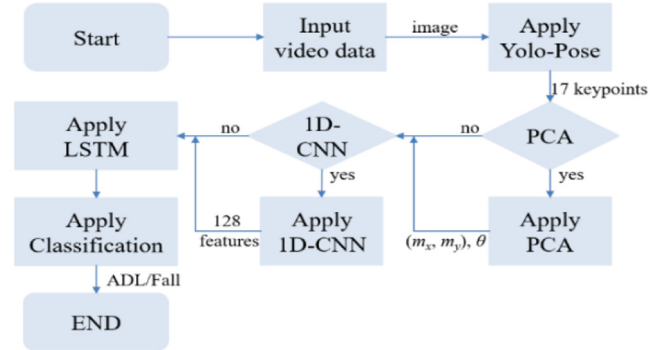 Start
Input
video data
image
Apply
Yolo-Pose
17 keypoints
PCA
no
yes
Apply
PCA
(mx, my), θ
1D-
CNN
no
yes
Apply
1D-CNN
128
features
Apply
LSTM
Apply
Classification
ADL/Fall
END